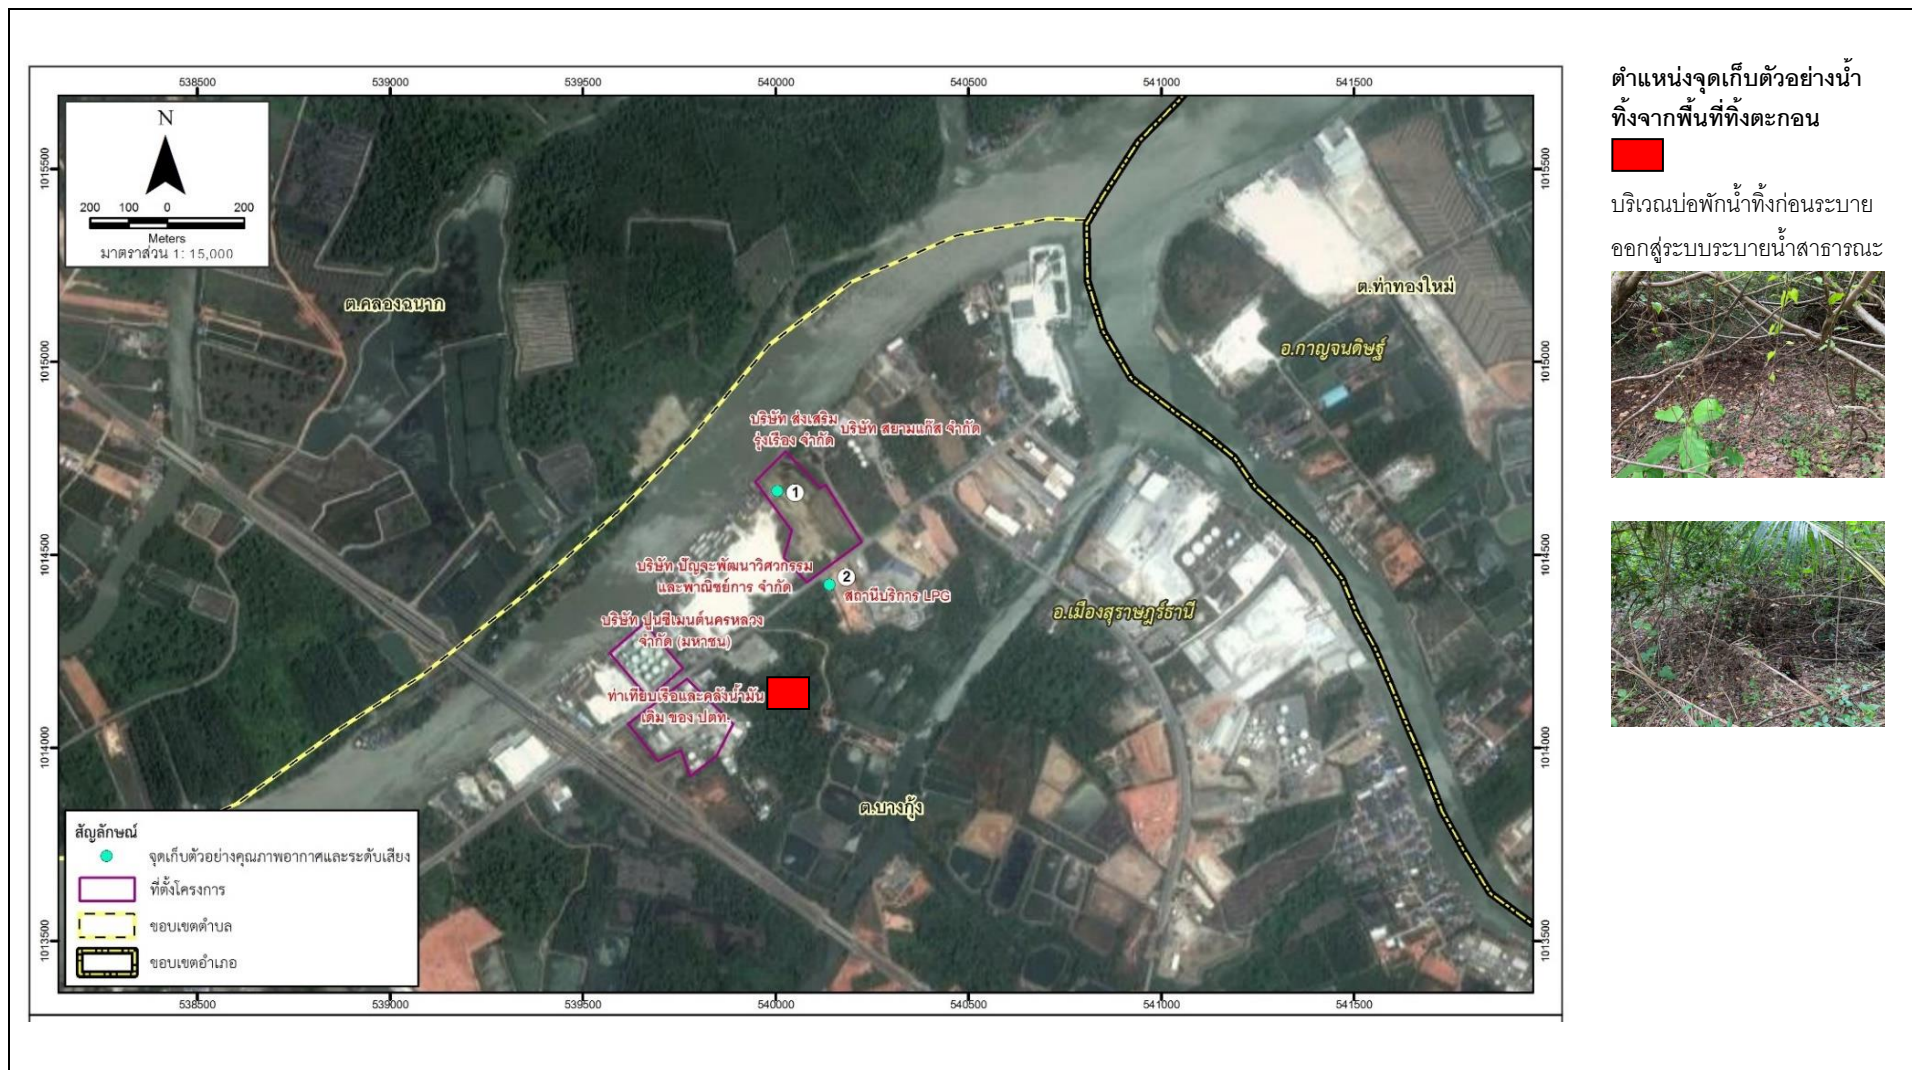 538500 539000 539500 540000 540500 541000 541500
N
200 100 0 200
Meters
มาตราส่วน 1: 15,000
1015500
1015000
1014500
1014000
1013500
1015500
1015000
1014500
1014000
1013500
ต.คลองฉนาก
ต.ท่าทองใหม่
อ.กาญจนดิษฐ์
บริษัท ส่งเสริม
รุ่งเรือง จำกัด
บริษัท สยามแก๊ส จำกัด
1
บริษัท ปัญจะพัฒนาวิศวกรรม
และพาณิชย์การ จำกัด
2
สถานีบริการ LPG
อ.เมืองสุราษฎร์ธานี
บริษัท ปูนซีเมนต์นครหลวง
จำกัด (มหาชน)
ท่าเทียบเรือและคลังน้ำมัน
เดิม ของ ปตท.
ต.บางกุ้ง
สัญลักษณ์
จุดเก็บตัวอย่างคุณภาพอากาศและระดับเสียง
ที่ตั้งโครงการ
ขอบเขตตำบล
ขอบเขตอำเภอ
538500 539000 539500 540000 540500 541000 541500
ตำแหน่งจุดเก็บตัวอย่างน้ำ
ทิ้งจากพื้นที่ทิ้งตะกอน
บริเวณบ่อพักน้ำทิ้งก่อนระบาย
ออกสู่ระบบระบายน้ำสาธารณะ